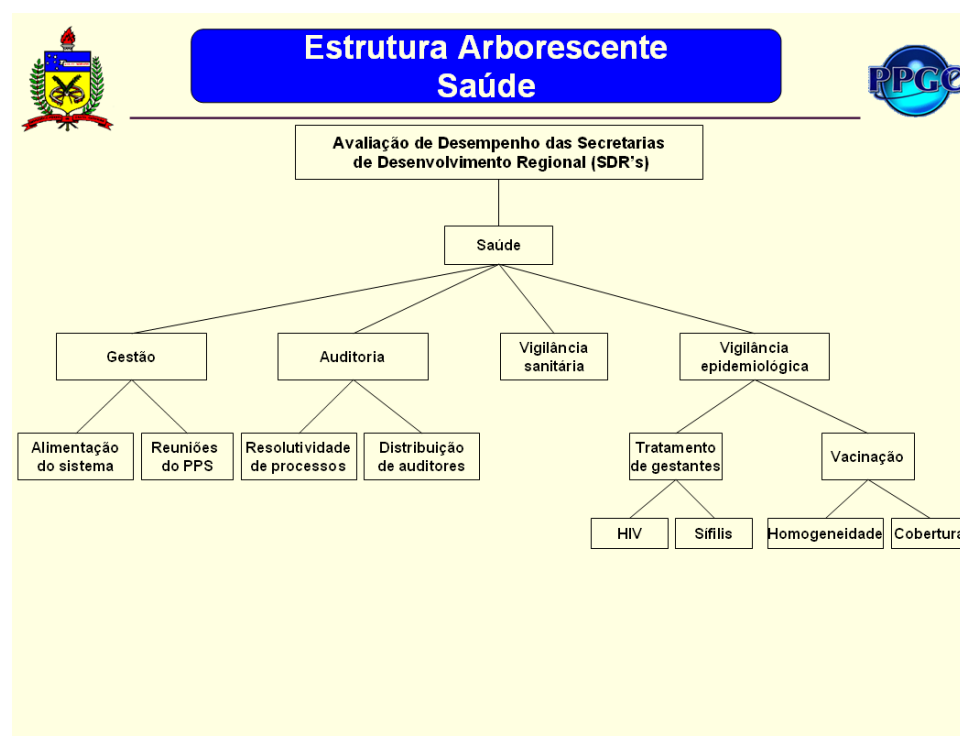 Estrutura Arborescente
Saúde
PPGC
Avaliação de Desempenho das Secretarias
de Desenvolvimento Regional (SDR's)
Saúde
Gestão
Auditoria
Vigilância
sanitária
Vigilância
epidemiológica
Alimentação
do sistema
Reuniões
do PPS
Resolutividade
de processos
Distribuição
de auditores
Tratamento
de gestantes
Vacinação
HIV
Sífilis
Homogeneidade
Cobertura